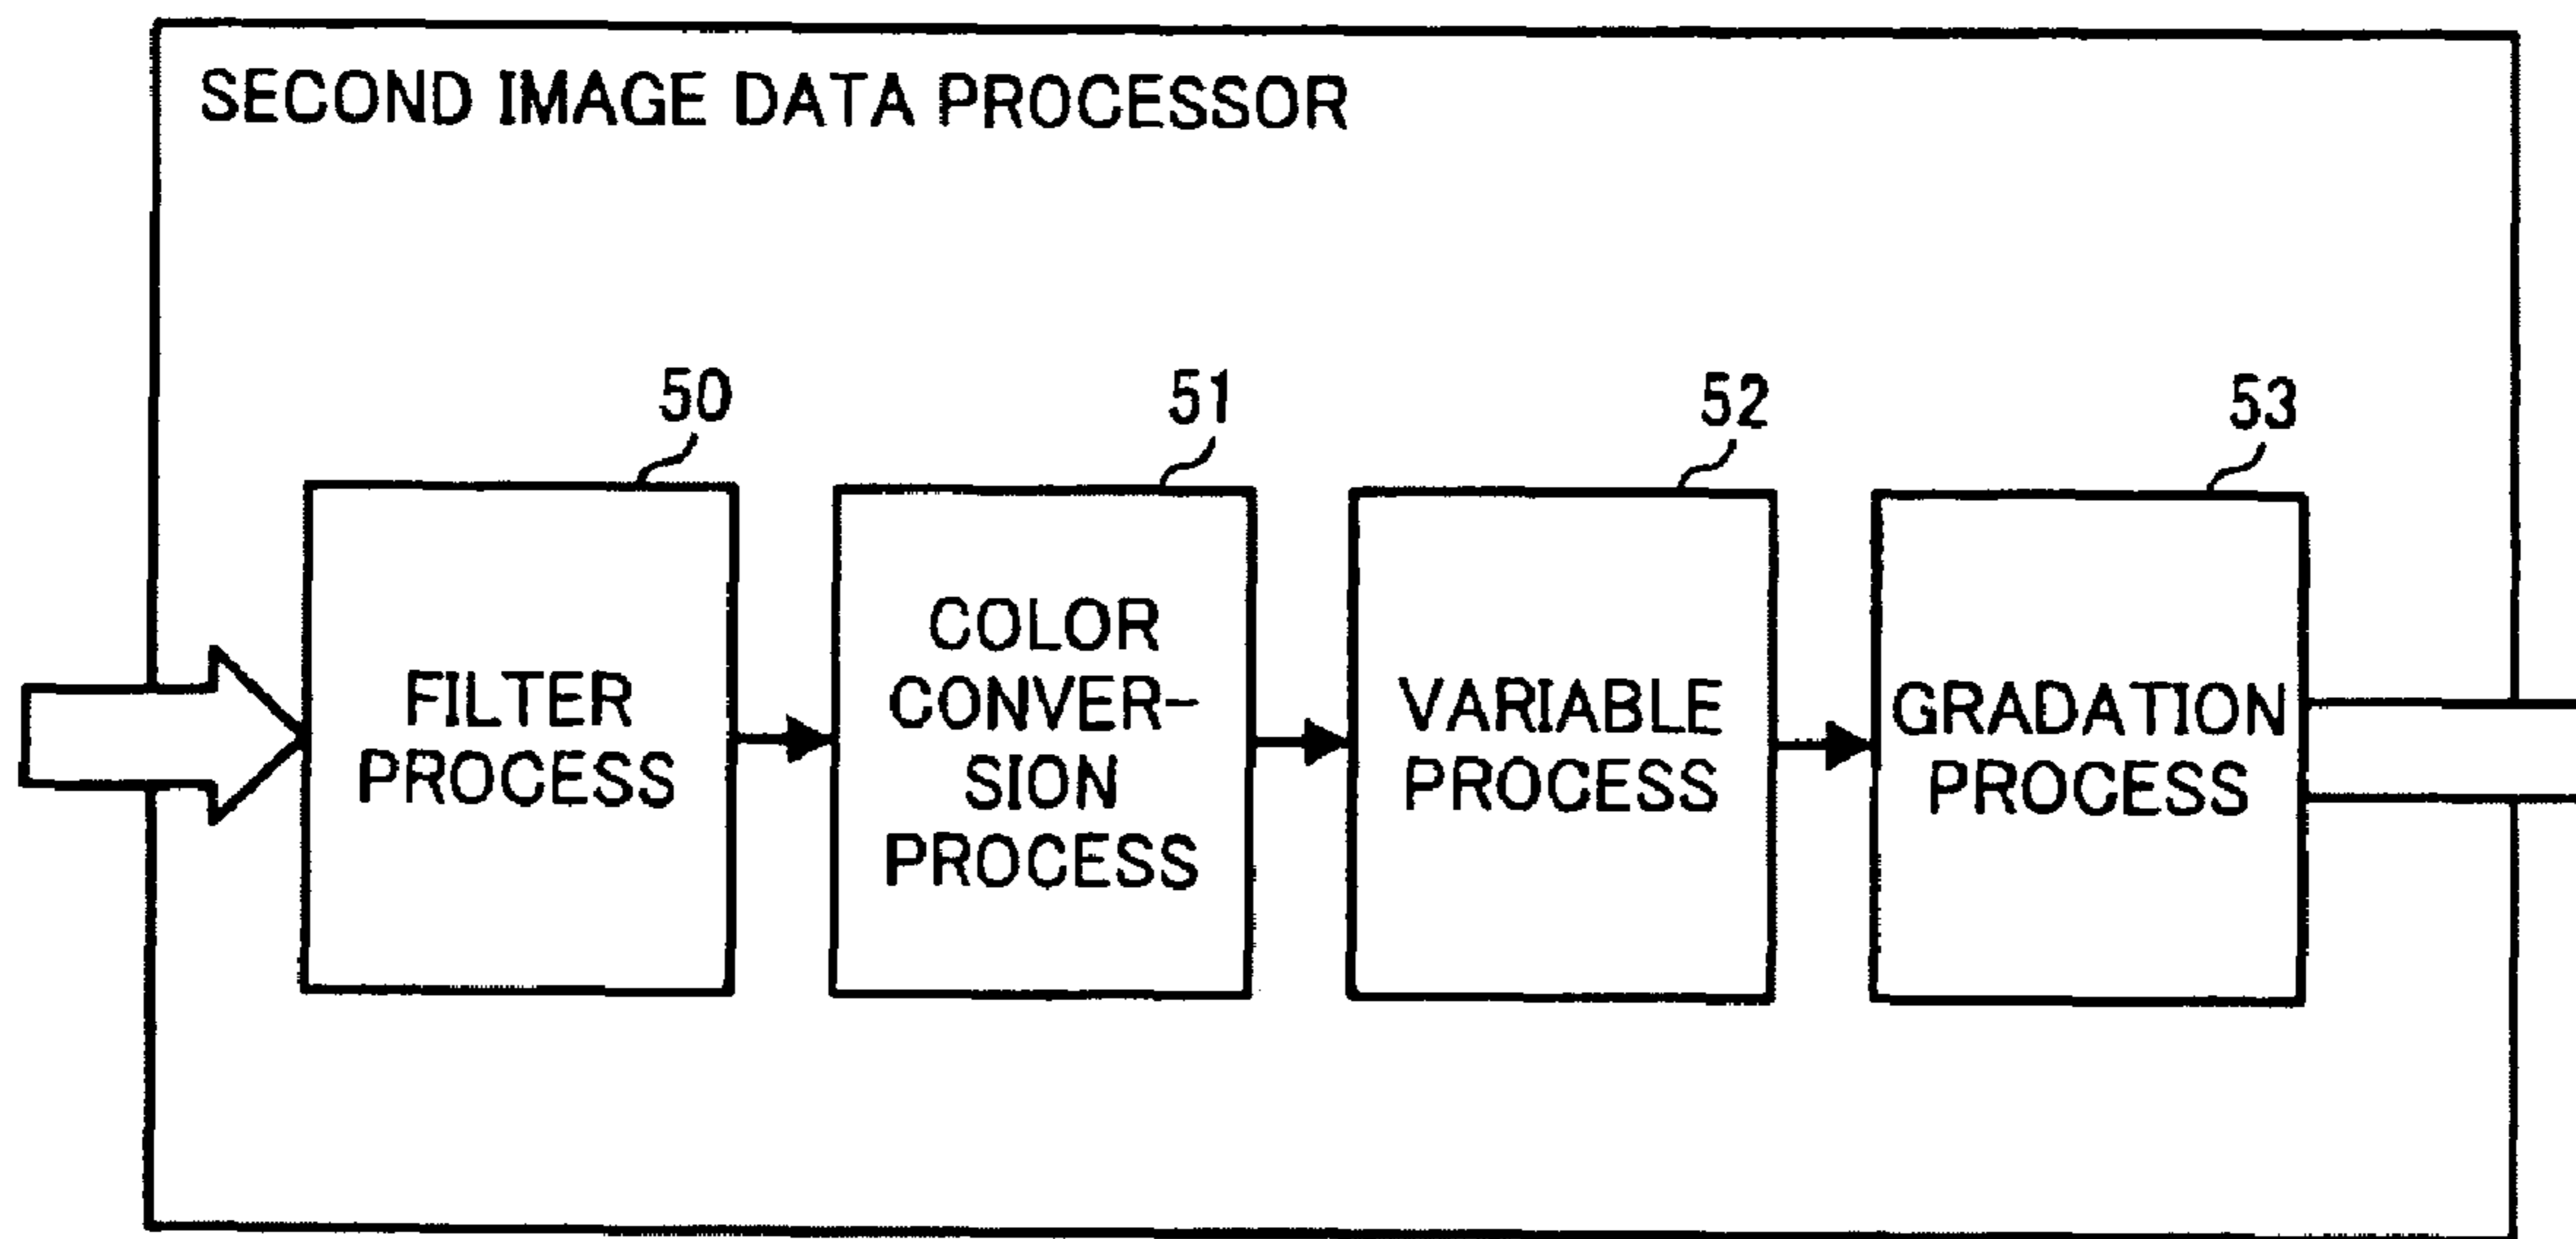 SECOND IMAGE DATA PROCESSOR
50
51
52
53
FILTER
PROCESS
COLOR
CONVER-
SION
PROCESS
VARIABLE
PROCESS
GRADATION
PROCESS